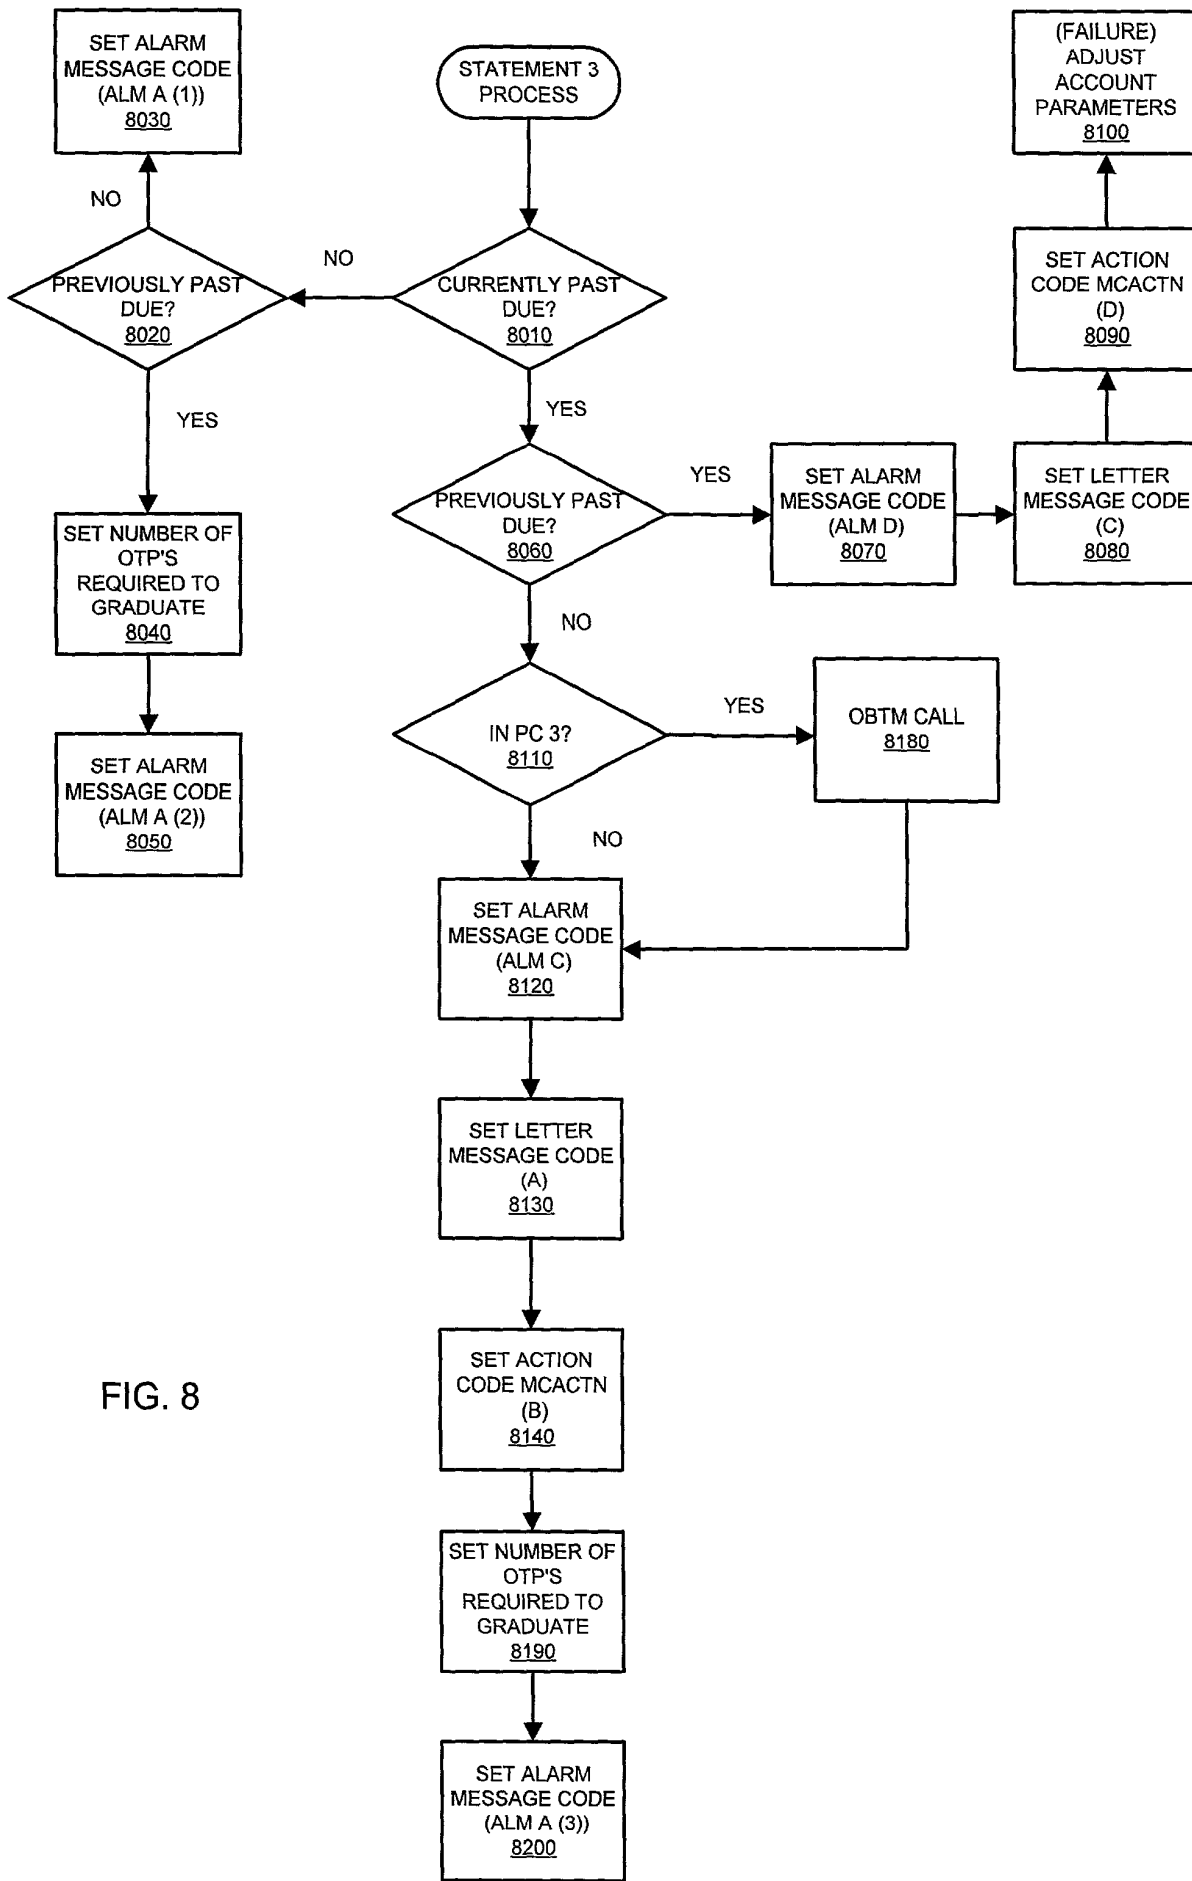 SET ALARM
MESSAGE CODE
(ALM A (1))
8030
STATEMENT 3
PROCESS
(FAILURE)
ADJUST
ACCOUNT
PARAMETERS
8100
NO
PREVIOUSLY PAST
DUE?
8020
NO
CURRENTLY PAST
DUE?
8010
SET ACTION
CODE MCACTN
(D)
8090
YES
YES
SET NUMBER OF
OTP'S
REQUIRED TO
GRADUATE
8040
PREVIOUSLY PAST
DUE?
8060
YES
SET ALARM
MESSAGE CODE
(ALM D)
8070
SET LETTER
MESSAGE CODE
(C)
8080
NO
SET ALARM
MESSAGE CODE
(ALM A (2))
8050
IN PC 3?
8110
YES
OBTM CALL
8180
NO
SET ALARM
MESSAGE CODE
(ALM C)
8120
SET LETTER
MESSAGE CODE
(A)
8130
SET ACTION
CODE MCACTN
(B)
8140
FIG. 8
SET NUMBER OF
OTP'S
REQUIRED TO
GRADUATE
8190
SET ALARM
MESSAGE CODE
(ALM A (3))
8200